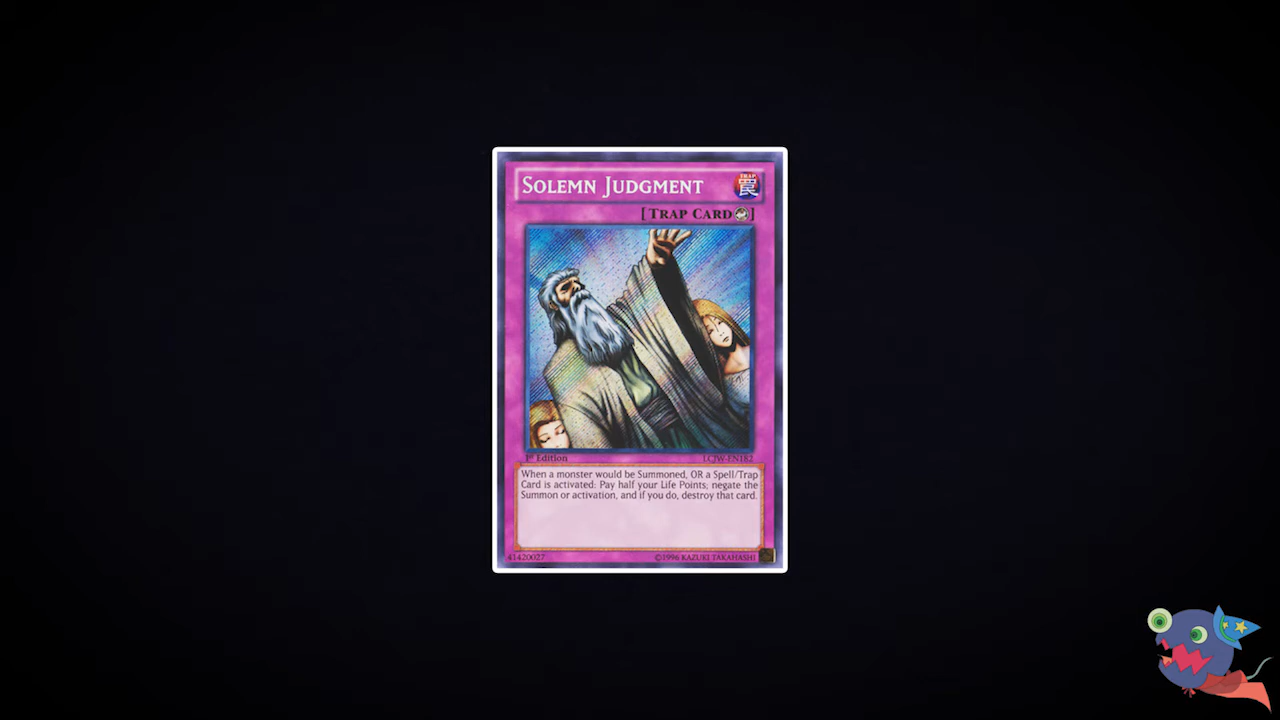 SOLEMN JUDGMENT
TRAP
罠
[TRAP CARD]
1st Edition
LCJW-EN182
When a monster would be Summoned, OR a Spell/Trap
Card is activated: Pay half your Life Points; negate the
Summon or activation, and if you do, destroy that card.
41420027
©1996 KAZUKI TAKAHASHI